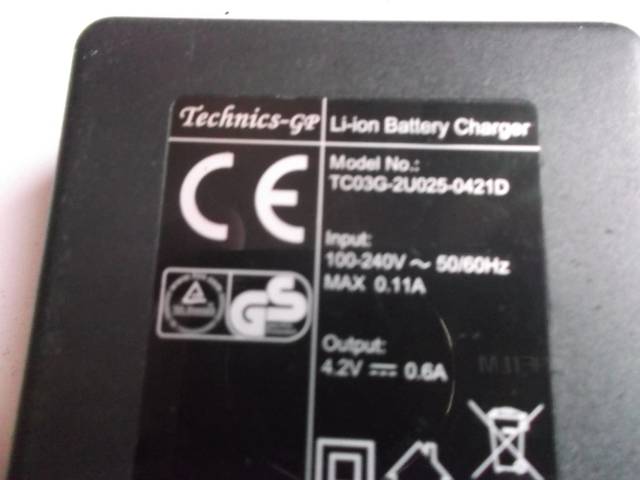 Technics-GP
Li-ion Battery Charger
CE
Model No.:
TC03G-2U025-0421D
Input:
100-240V ~ 50/60Hz
MAX 0.11A
GS
Output:
4.2V ⎓ 0.6A